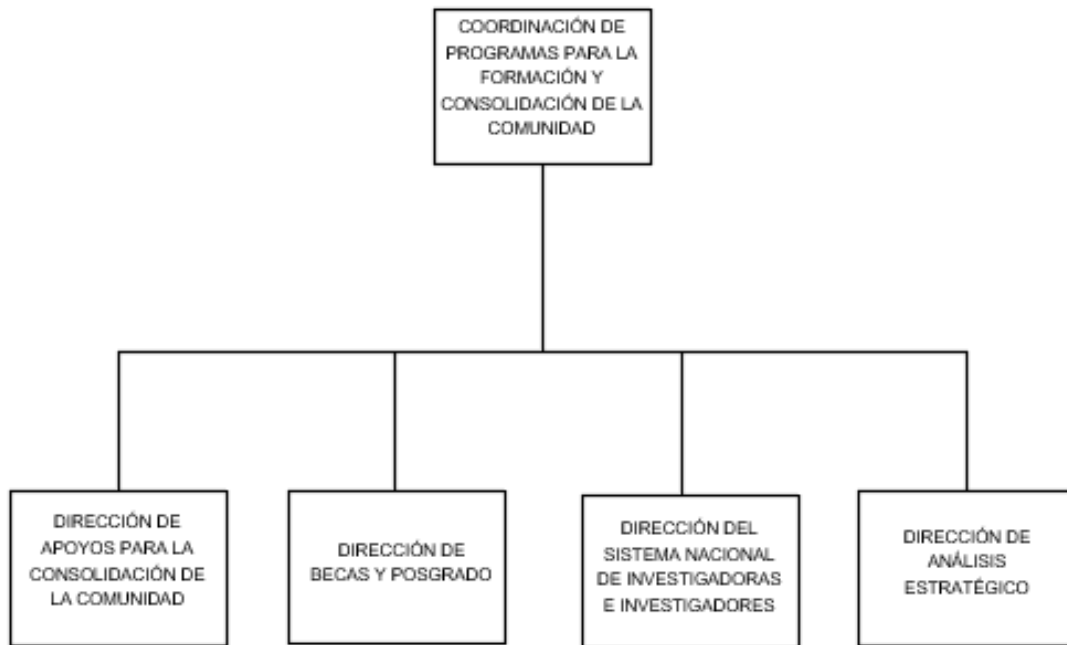 COORDINACIÓN DE
PROGRAMAS PARA LA
FORMACIÓN Y
CONSOLIDACIÓN DE LA
COMUNIDAD
DIRECCIÓN DE
APOYOS PARA LA
CONSOLIDACIÓN DE
LA COMUNIDAD
DIRECCIÓN DE
BECAS Y POSGRADO
DIRECCIÓN DEL
SISTEMA NACIONAL
DE INVESTIGADORAS
E INVESTIGADORES
DIRECCIÓN DE
ANÁLISIS
ESTRATÉGICO